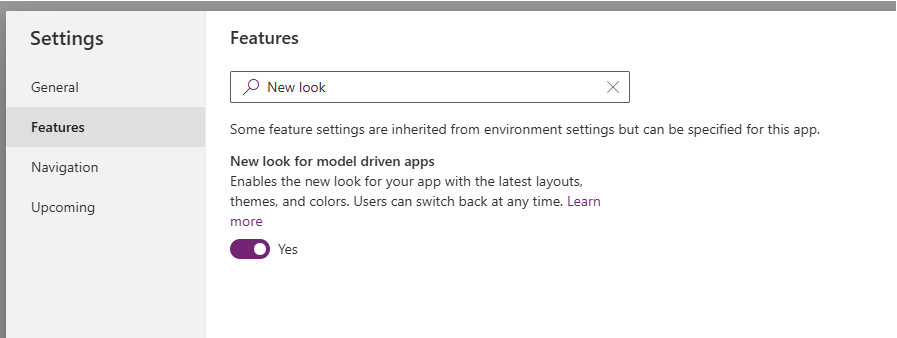 Settings
General
Features
Navigation
Upcoming
Features
New look
Some feature settings are inherited from environment settings but can be specified for this app.
New look for model driven apps
Enables the new look for your app with the latest layouts,
themes, and colors. Users can switch back at any time. Learn
more
Yes